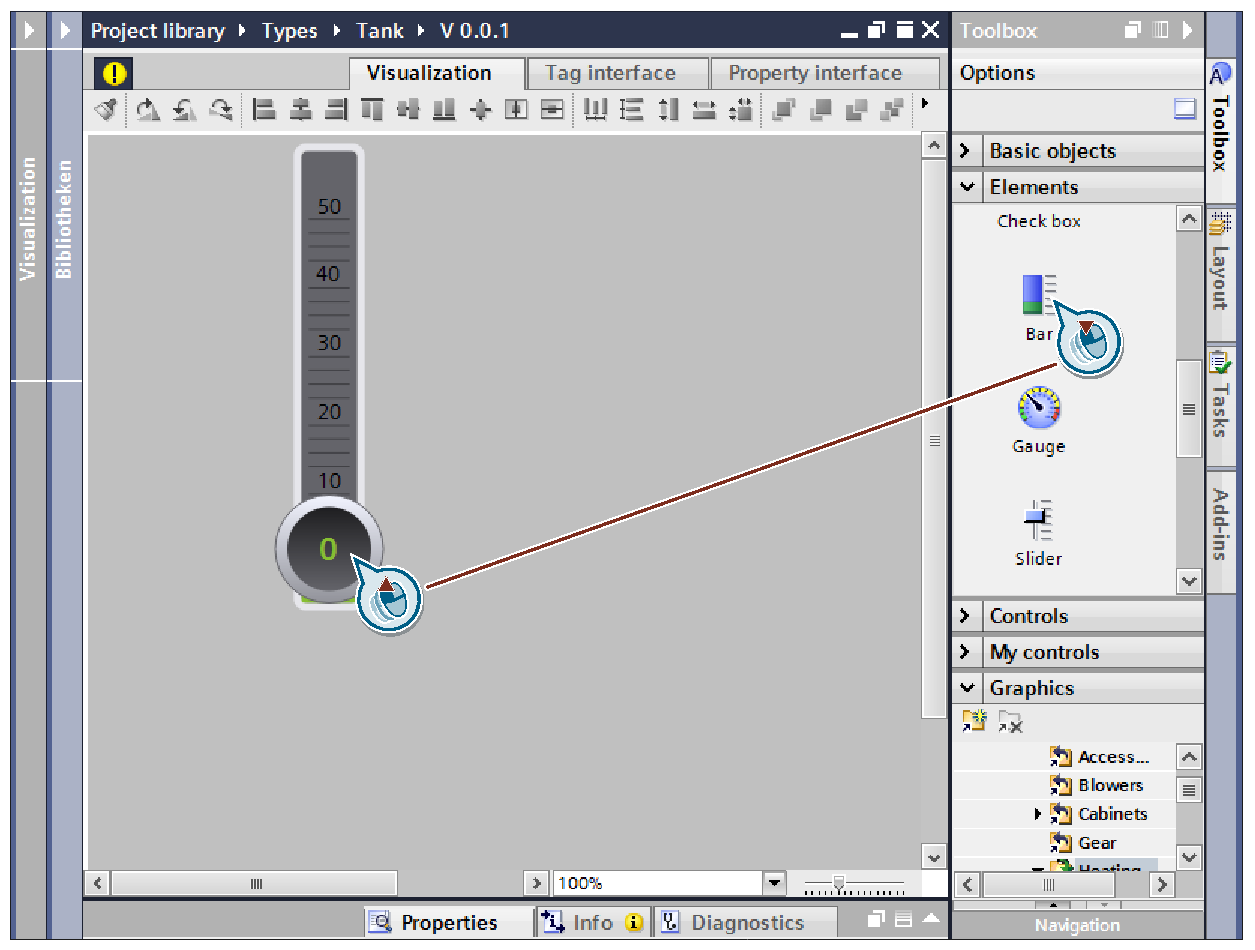 Project library Types Tank V 0.0.1
Visualization
Tag interface
Property interface
Visualization
Bibliotheken
50
40
30
20
10
0
100%
Properties
Info
Diagnostics
Toolbox
Options
Basic objects
Elements
Check box
Bar
Gauge
Slider
Controls
My controls
Graphics
Access...
Blowers
Cabinets
Gear
Heating
Navigation
Toolbox
Layout
Tasks
Add-ins